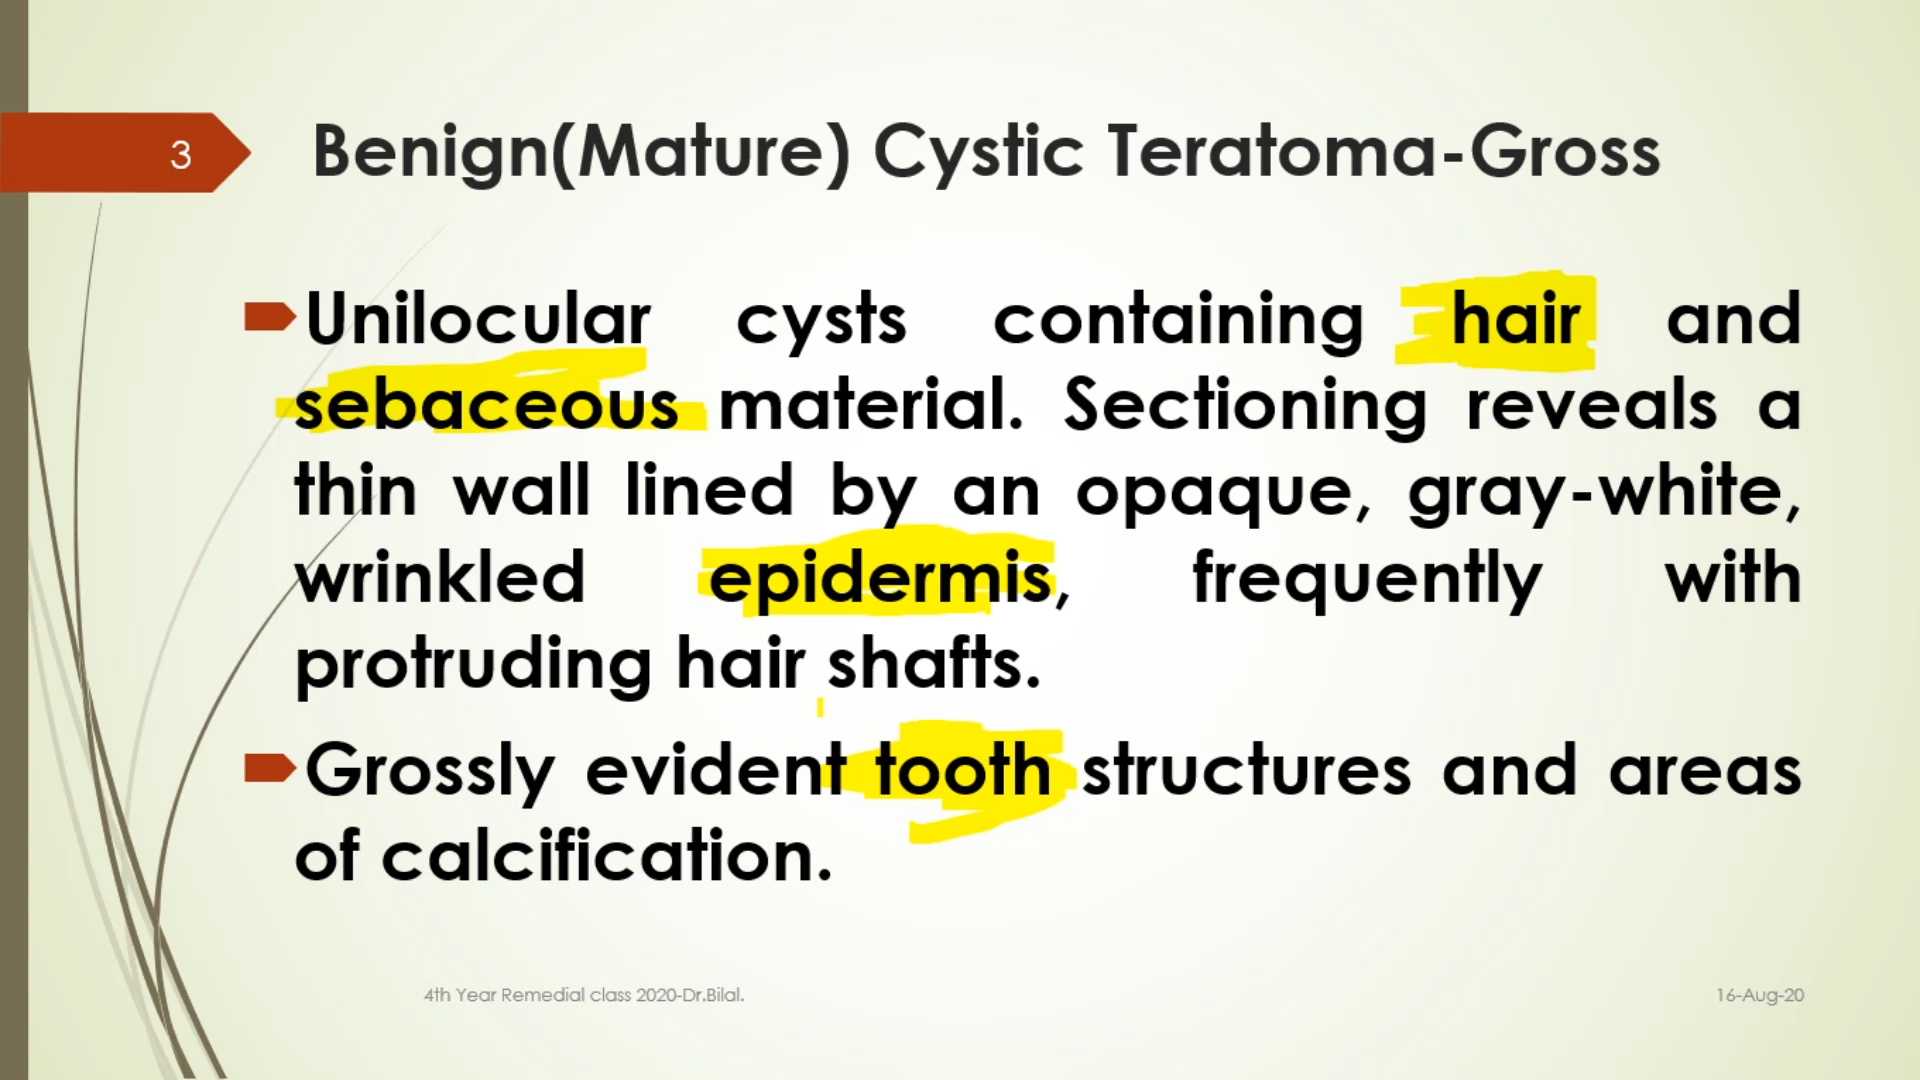 3
Benign(Mature) Cystic Teratoma-Gross
Unilocular cysts containing hair and
sebaceous material. Sectioning reveals a
thin wall lined by an opaque, gray-white,
wrinkled epidermis, frequently with
protruding hair shafts.
Grossly evident tooth structures and areas
of calcification.
4th Year Remedial class 2020-Dr.Bilal.
16-Aug-20